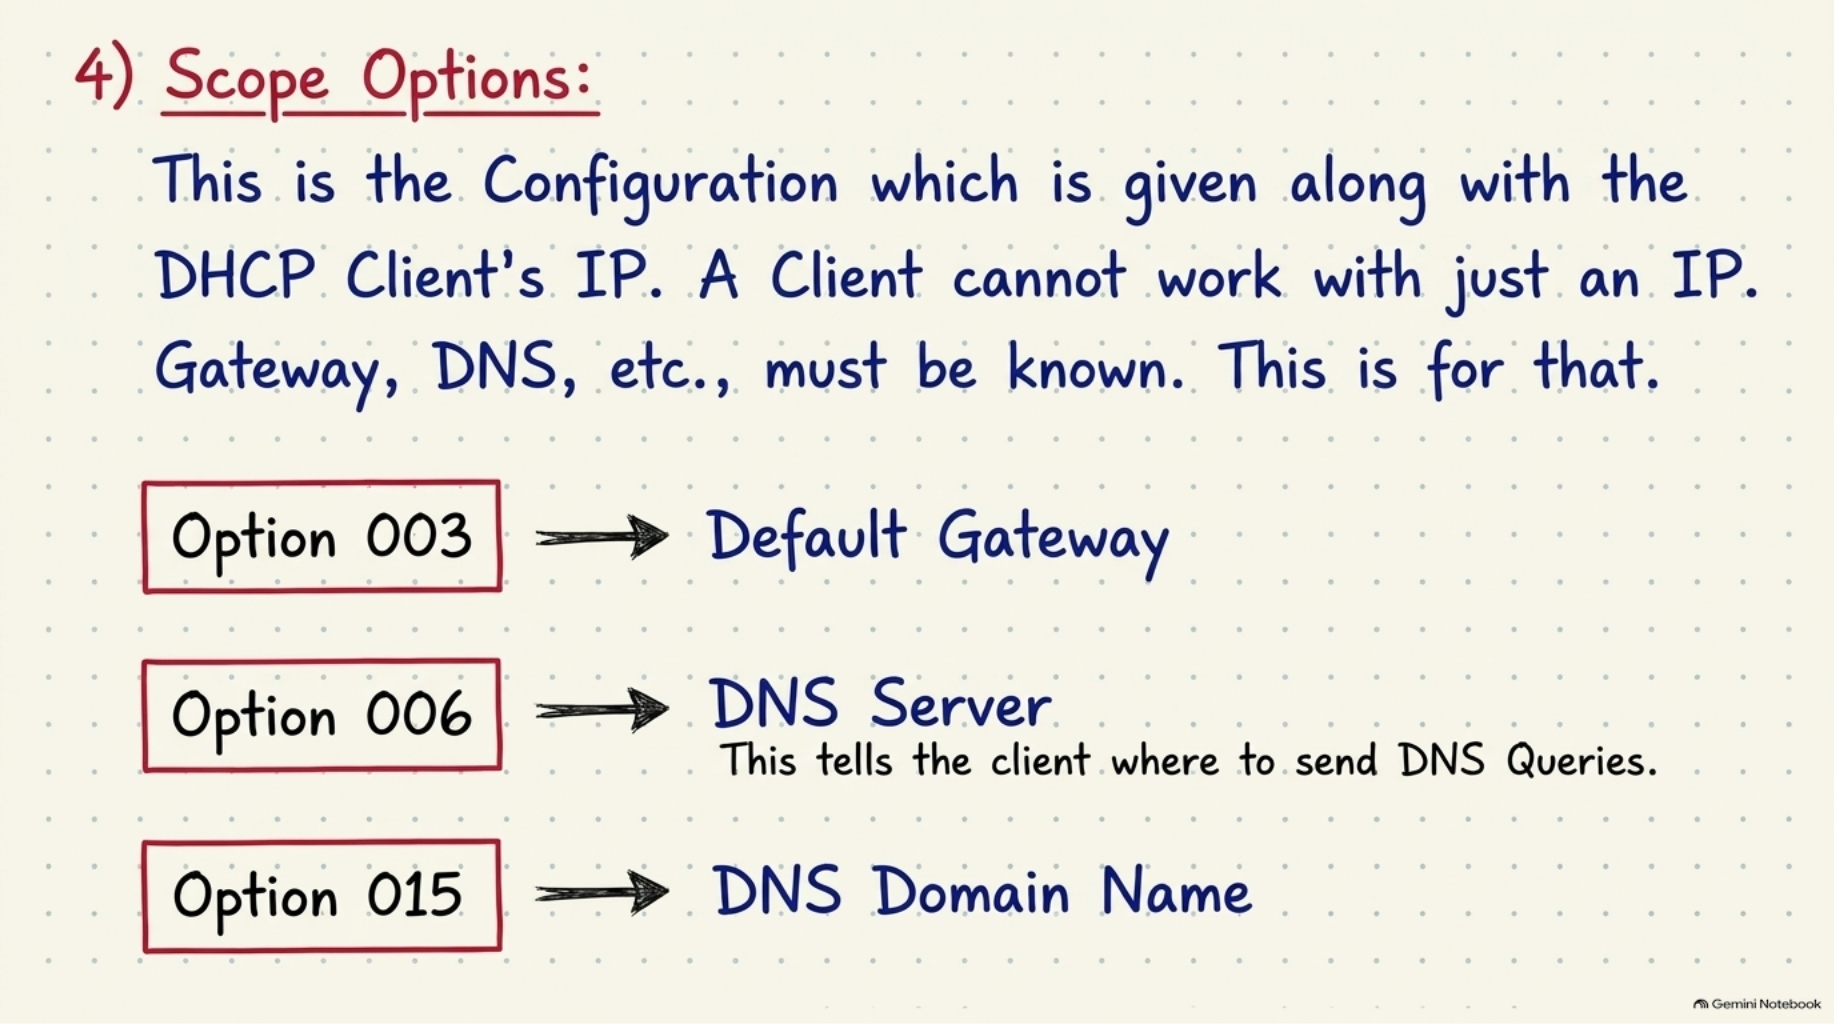 4) Scope Options:
This is the Configuration which is given along with the
DHCP Client's IP. A Client cannot work with just an IP.
Gateway, DNS, etc., must be known. This is for that.
Option 003 → Default Gateway
Option 006 → DNS Server
This tells the client where to send DNS Queries.
Option 015 → DNS Domain Name
Gemini Notebook